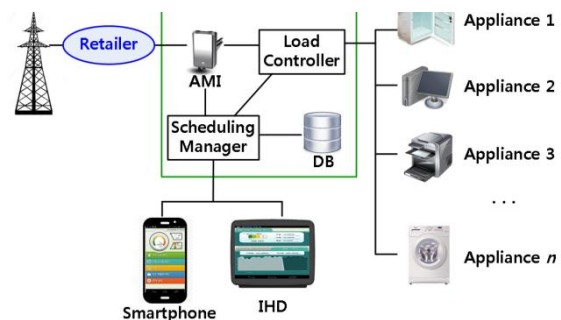 Retailer
AMI
Load
Controller
Scheduling
Manager
DB
Smartphone
IHD
Appliance 1
Appliance 2
Appliance 3
...
Appliance n